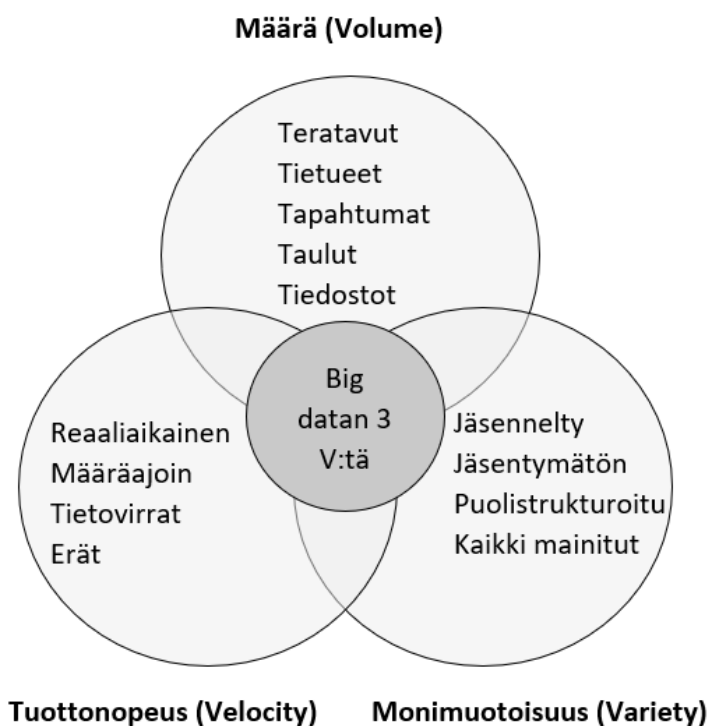 Määrä (Volume)
Teratavut
Tietueet
Tapahtumat
Taulut
Tiedostot
Big
datan 3
V:tä
Reaaliaikainen
Määräajoin
Tietovirrat
Erät
Jäsennelty
Jäsentymätön
Puolistrukturoitu
Kaikki mainitut
Tuottonopeus (Velocity)
Monimuotoisuus (Variety)